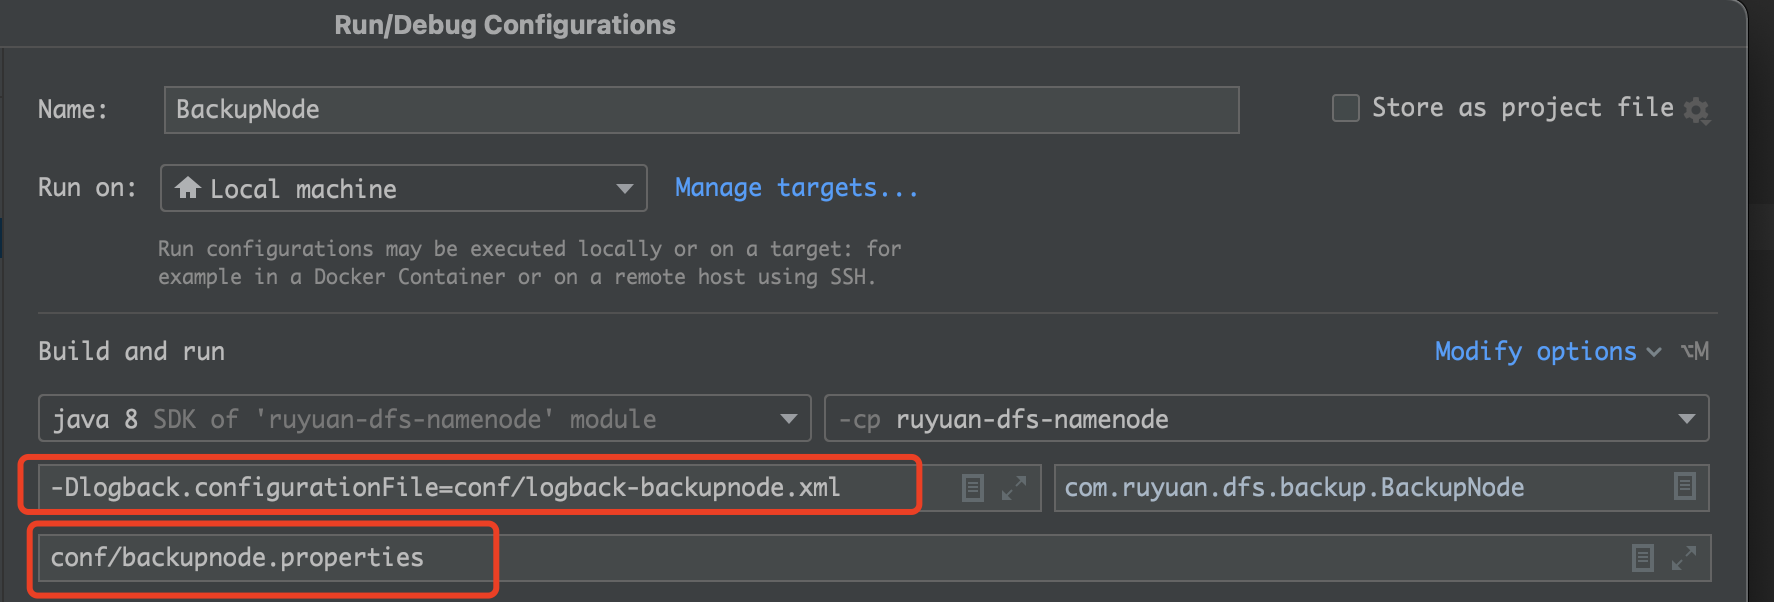 Run/Debug Configurations
Name: BackupNode Store as project file
Run on: Local machine Manage targets...
Run configurations may be executed locally or on a target: for
example in a Docker Container or on a remote host using SSH.
Build and run Modify options ⌥M
java 8 SDK of 'ruyuan-dfs-namenode' module -cp ruyuan-dfs-namenode
-Dlogback.configurationFile=conf/logback-backupnode.xml com.ruyuan.dfs.backup.BackupNode
conf/backupnode.properties